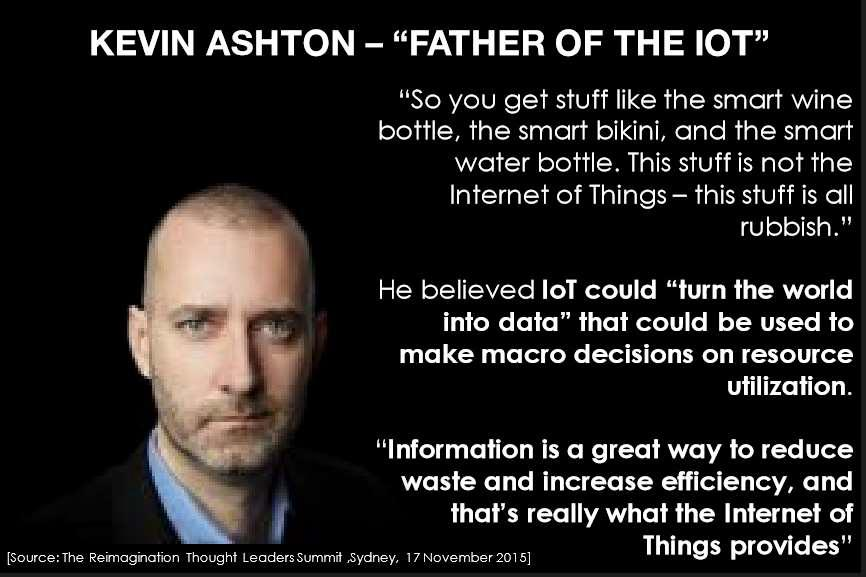 KEVIN ASHTON – “FATHER OF THE IOT”
“So you get stuff like the smart wine
bottle, the smart bikini, and the smart
water bottle. This stuff is not the
Internet of Things – this stuff is all
rubbish.”
He believed IoT could “turn the world
into data” that could be used to
make macro decisions on resource
utilization.
“Information is a great way to reduce
waste and increase efficiency, and
that’s really what the Internet of
Things provides”
[Source: The Reimagination Thought Leaders Summit ,Sydney, 17 November 2015]